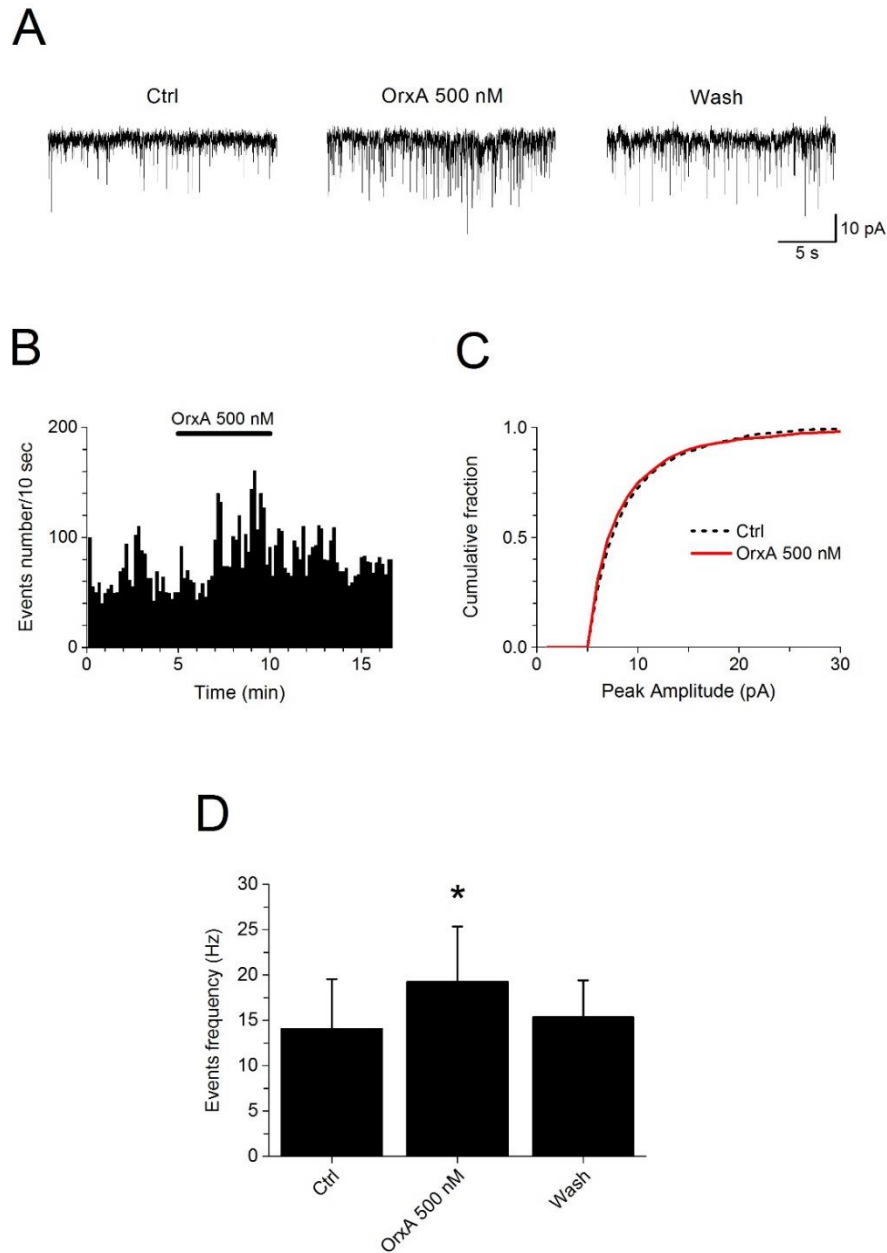 A
Ctrl
OrxA 500 nM
Wash
10 pA
5 s
B
OrxA 500 nM
200
100
0
Events number/10 sec
0 5 10 15
Time (min)
C
1.0
0.5
0.0
Cumulative fraction
Ctrl
OrxA 500 nM
0 10 20 30
Peak Amplitude (pA)
D
30
25
20
15
10
5
0
Events frequency (Hz)
*
Ctrl
OrxA 500 nM
Wash